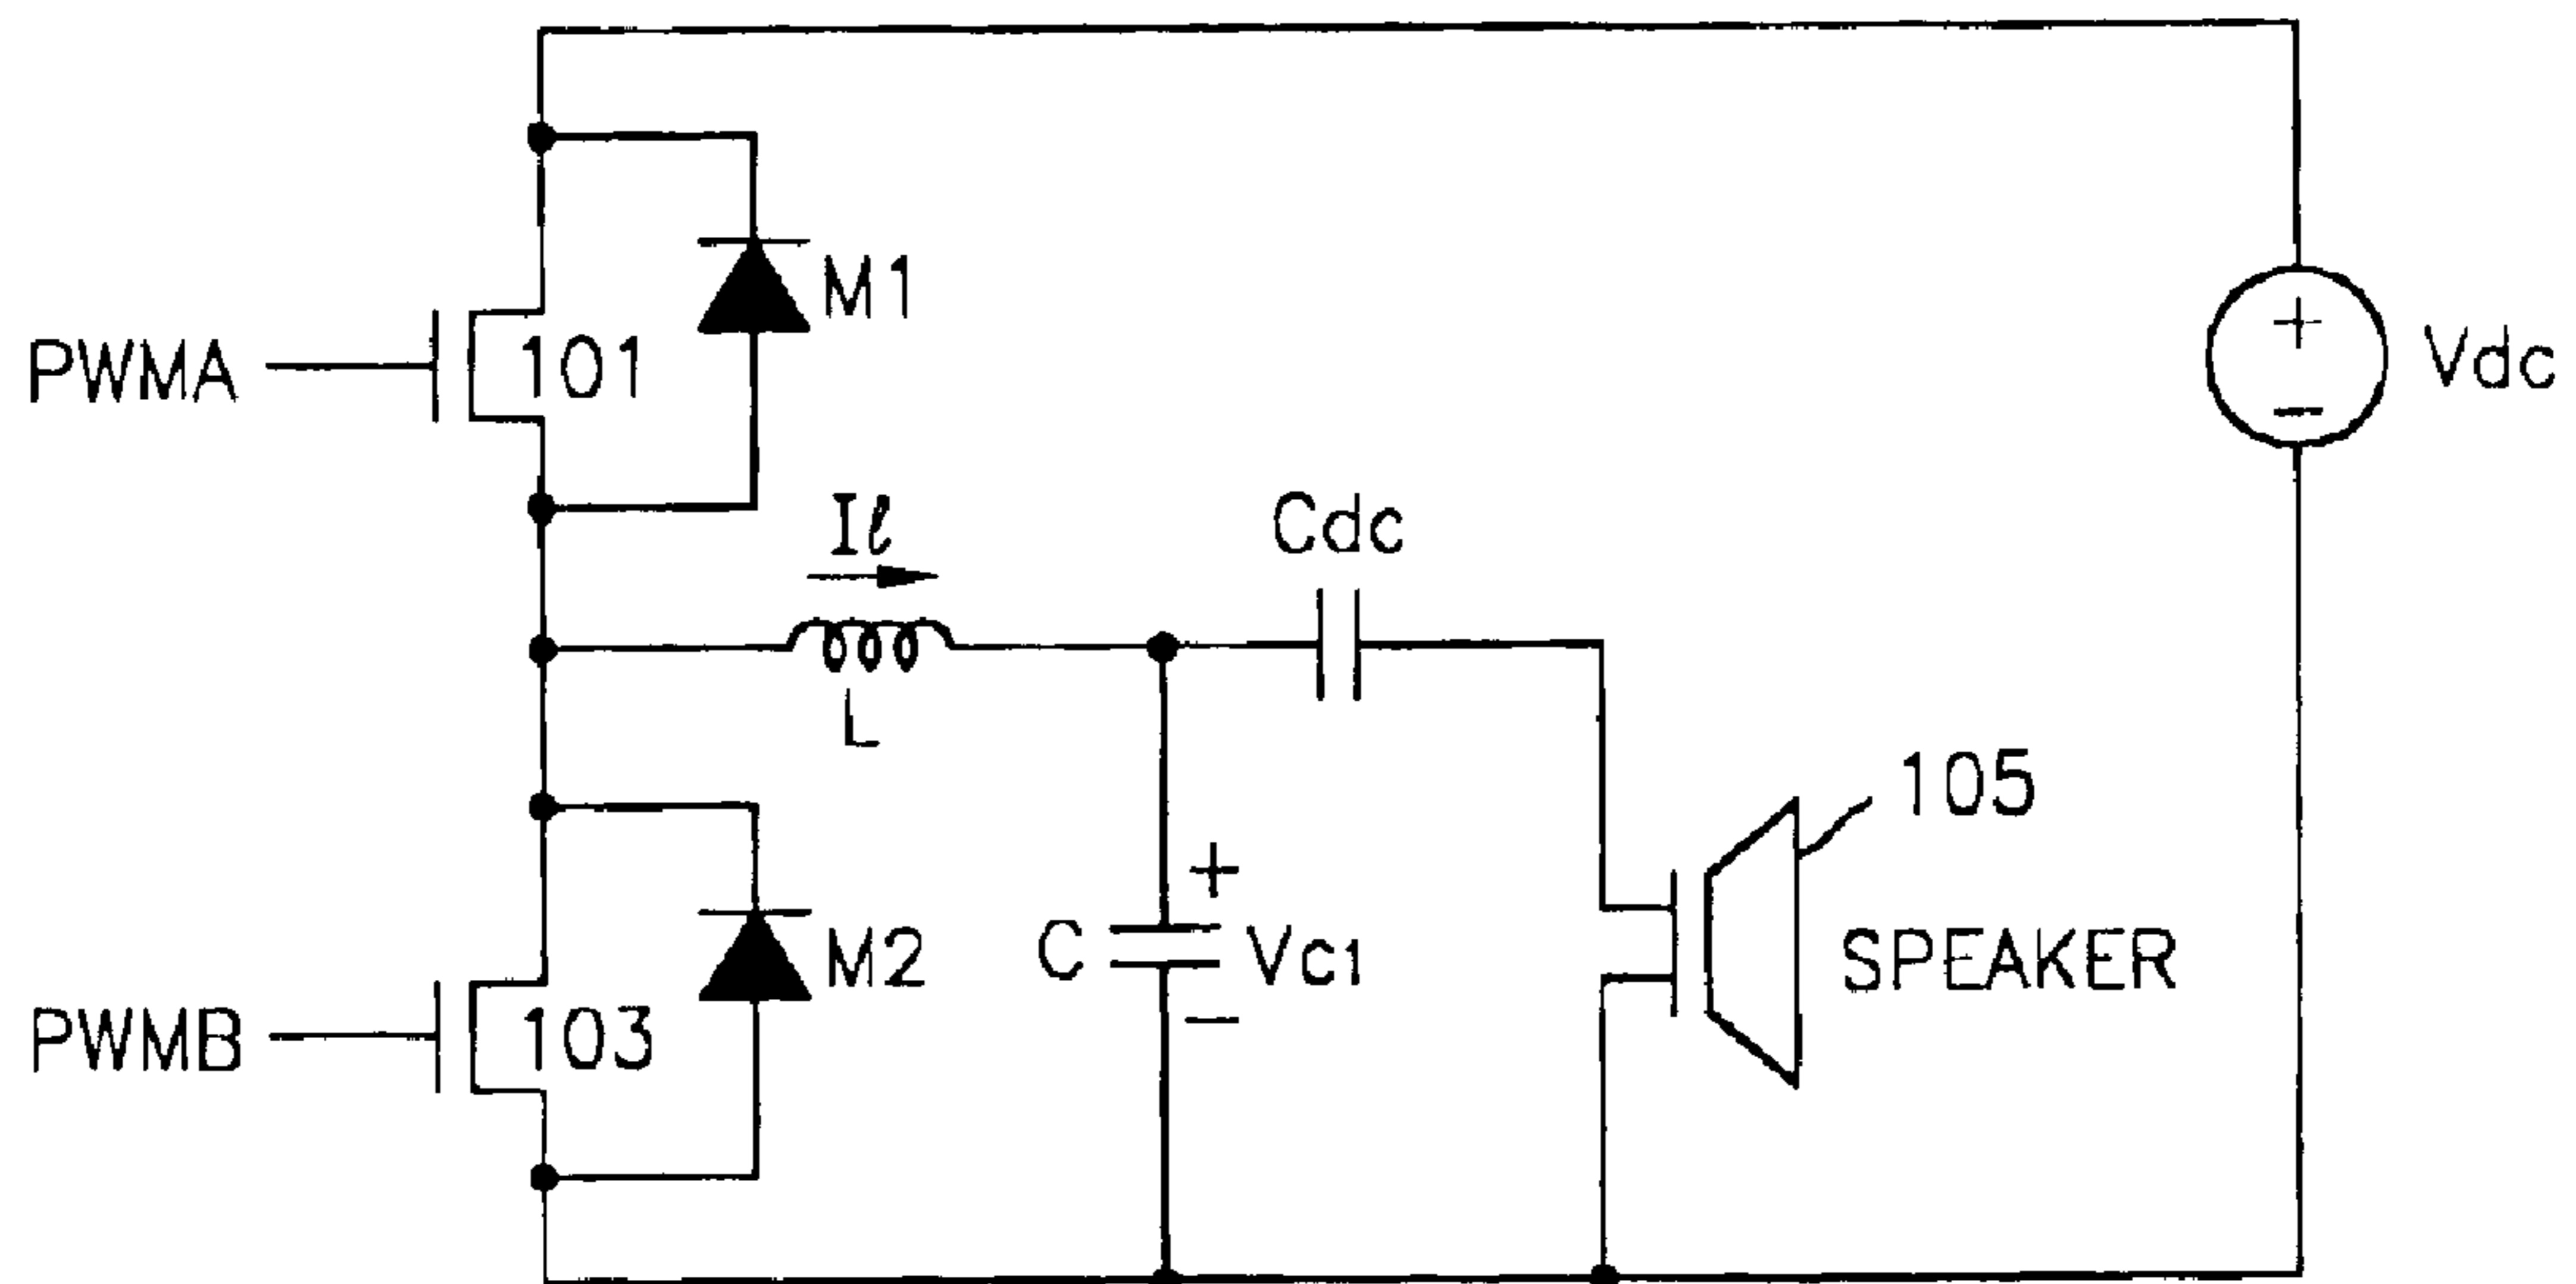 M1
PWMA
101
+
-
Vdc
Iℓ
Cdc
L
105
+
C
Vc1
-
SPEAKER
M2
PWMB
103